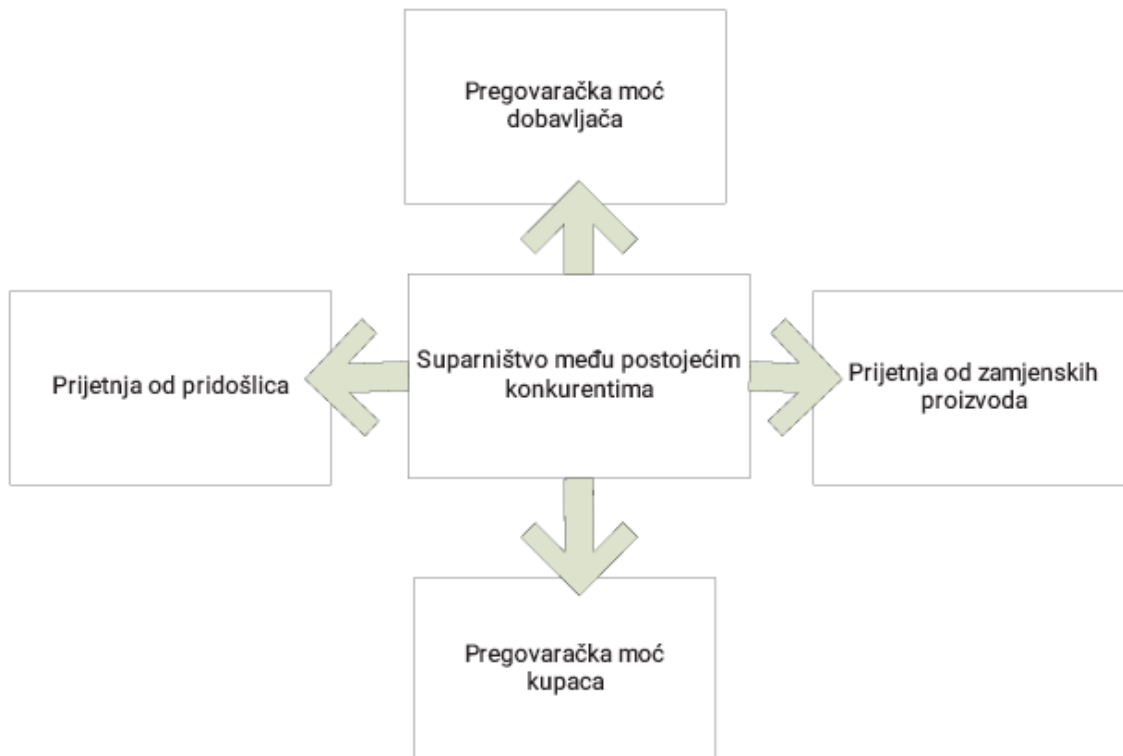 Pregovaračka moć
dobavljača
Prijetnja od pridošlica
Suparništvo među postojećim
konkurentima
Prijetnja od zamjenskih
proizvoda
Pregovaračka moć
kupaca